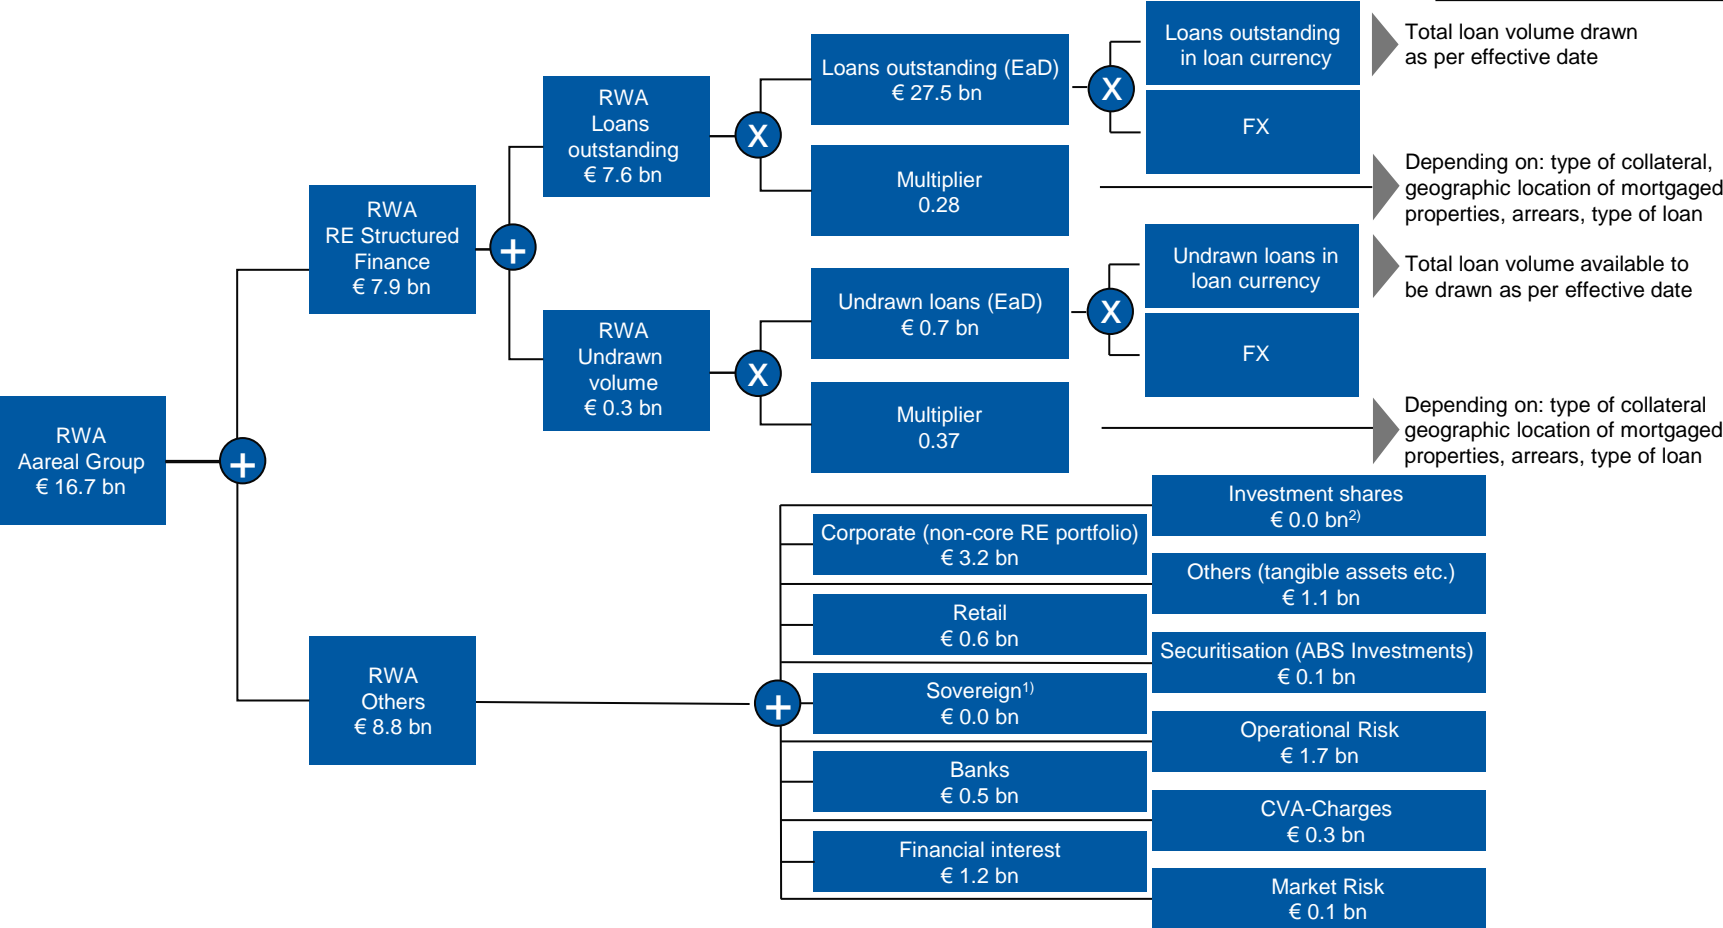 RWA
Aareal Group
€ 16.7 bn
+
RWA
RE Structured
Finance
€ 7.9 bn
+
RWA
Loans
outstanding
€ 7.6 bn
X
Loans outstanding (EaD)
€ 27.5 bn
X
Loans outstanding
in loan currency
Total loan volume drawn
as per effective date
FX
Multiplier
0.28
Depending on: type of collateral,
geographic location of mortgaged
properties, arrears, type of loan
RWA
Undrawn
volume
€ 0.3 bn
X
Undrawn loans (EaD)
€ 0.7 bn
X
Undrawn loans in
loan currency
Total loan volume available to
be drawn as per effective date
FX
Multiplier
0.37
Depending on: type of collateral
geographic location of mortgaged
properties, arrears, type of loan
RWA
Others
€ 8.8 bn
+
Investment shares
€ 0.0 bn2)
Corporate (non-core RE portfolio)
€ 3.2 bn
Others (tangible assets etc.)
€ 1.1 bn
Retail
€ 0.6 bn
Securitisation (ABS Investments)
€ 0.1 bn
Sovereign1)
€ 0.0 bn
Operational Risk
€ 1.7 bn
Banks
€ 0.5 bn
CVA-Charges
€ 0.3 bn
Financial interest
€ 1.2 bn
Market Risk
€ 0.1 bn